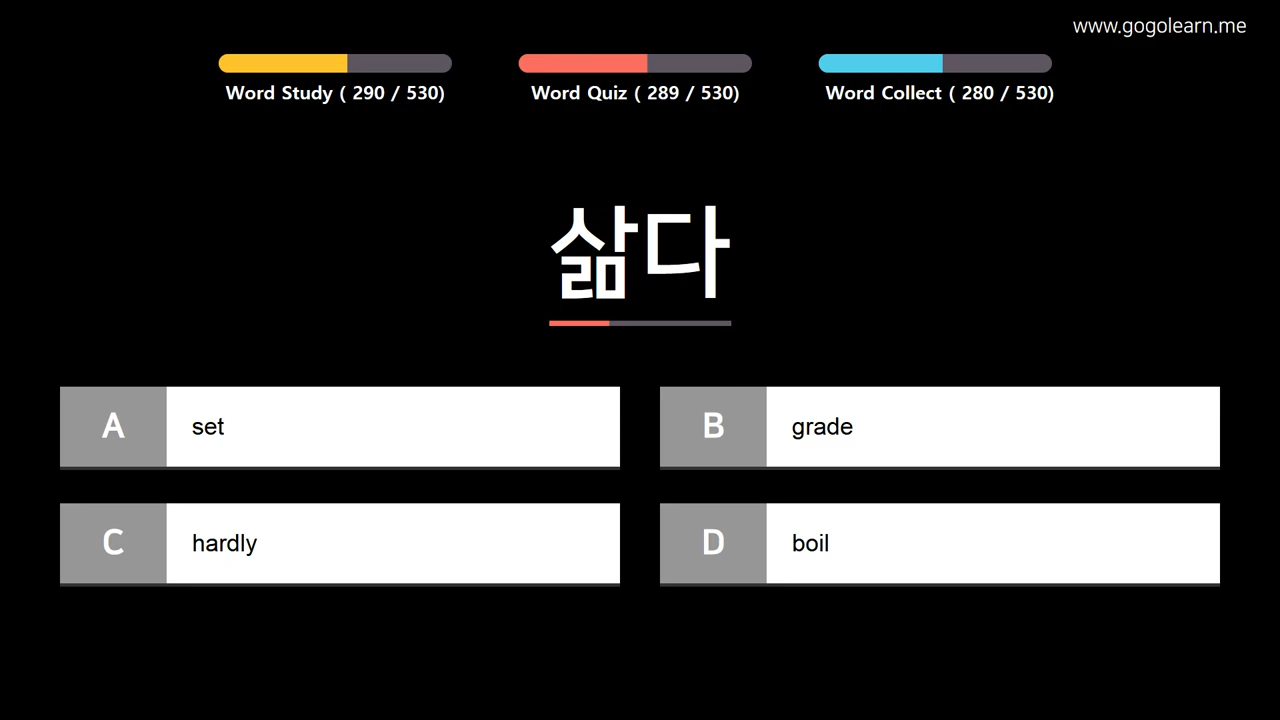 www.gogolearn.me
Word Study ( 290 / 530)
Word Quiz ( 289 / 530)
Word Collect ( 280 / 530)
삶다
A set
B grade
C hardly
D boil